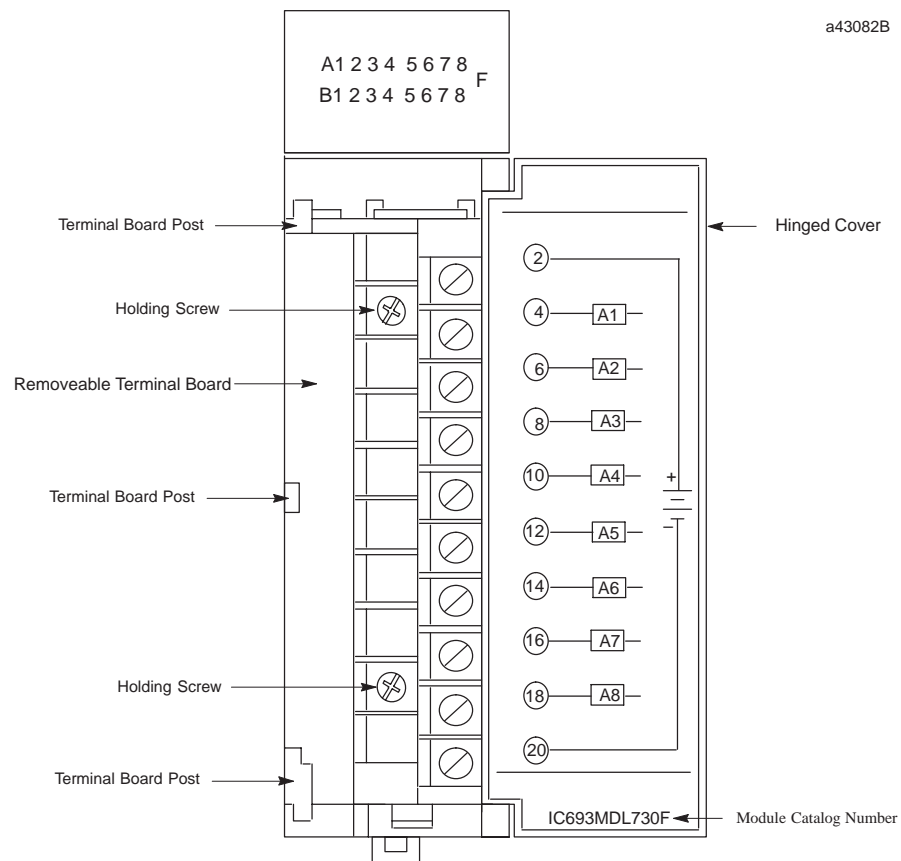 a43082B
A1 2 3 4 5 6 7 8
F
B1 2 3 4 5 6 7 8
Terminal Board Post
Hinged Cover
2
Holding Screw
4 A1
6 A2
Removeable Terminal Board
8 A3
Terminal Board Post
10 A4
+
12 A5
−
14 A6
16 A7
Holding Screw
18 A8
20
Terminal Board Post
IC693MDL730F
Module Catalog Number